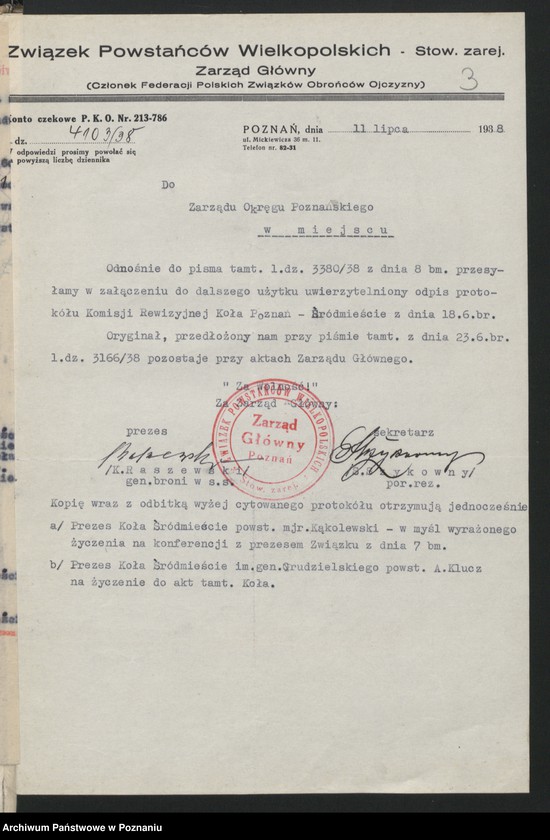 Związek Powstańców Wielkopolskich - Stow. zarej.
Zarząd Główny
(Członek Federacji Polskich Związków Obrońców Ojczyzny)
3
Konto czekowe P. K. O. Nr. 213-786
dz. 4103/38
odpowiedzi prosimy powołać się
powyższą liczbę dziennika
POZNAŃ, dnia 11 lipca 1938.
ul. Mickiewicza 36 m. 11.
Telefon nr. 82-31
Do
Zarządu Okręgu Poznańskiego
w miejscu
Odnośnie do pisma tamt. l.dz. 3380/38 z dnia 8 bm. przesy-
łamy w załączeniu do dalszego użytku uwierzytelniony odpis proto-
kółu Komisji Rewizyjnej Koła Poznań - Śródmieście z dnia 18.6.br.
Oryginał, przedłożony nam przy piśmie tamt. z dnia 23.6.br
l.dz. 3166/38 pozostaje przy aktach Zarządu Głównego.
"Za wolność!"
Za Zarząd Główny:
prezes
sekretarz
ZWIĄZEK POWSTAŃCÓW WIELKOPOLSKICH
Zarząd
Główny
Poznań
Stow. zarej.
/K.Raszewski/
gen.broni w s.s.
por.rez.
Kopię wraz z odbitką wyżej cytowanego protokółu otrzymują jednocześnie
a/ Prezes Koła Śródmieście powst. mjr.Kąkolewski - w myśl wyrażonego
życzenia na konferencji z prezesem Związku z dnia 7 bm.
b/ Prezes Koła Śródmieście im.gen.Grudzielskiego powst. A.Klucz
na życzenie do akt tamt. Koła.
Archiwum Państwowe w Poznaniu